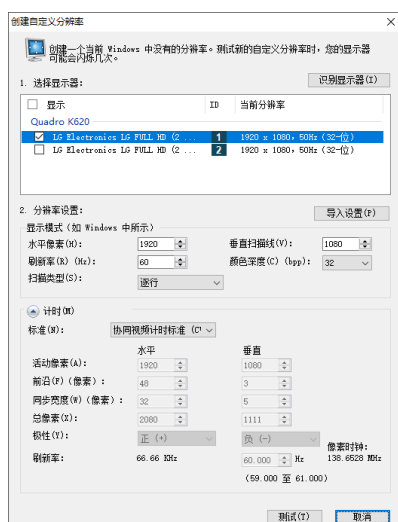 创建自定义分辨率
创建一个当前 Windows 中没有的分辨率。测试新的自定义分辨率时，您的显示器
可能会闪烁几次。
1. 选择显示器:
识别显示器(I)
显示 ID 当前分辨率
Quadro K620
LG Electronics LG FULL HD (2 ... 1 1920 x 1080, 50Hz (32-位)
LG Electronics LG FULL HD (2 ... 2 1920 x 1080, 50Hz (32-位)
2. 分辨率设置:
导入设置(P)
显示模式 (如 Windows 中所示)
水平像素(H): 1920 垂直扫描线(V): 1080
刷新率(R) (Hz): 60 颜色深度(C) (bpp): 32
扫描类型(S): 逐行
计时(M)
标准(N): 协同视频计时标准 (C
水平 垂直
活动像素(A): 1920 1080
前沿(F) (像素): 48 3
同步宽度(W) (像素): 32 5
总像素(X): 2080 1111
极性(Y): 正 (+) 负 (-)
像素时钟:
刷新率: 66.66 KHz 60.000 Hz 138.6528 MHz
(59.000 至 61.000)
测试(T) 取消